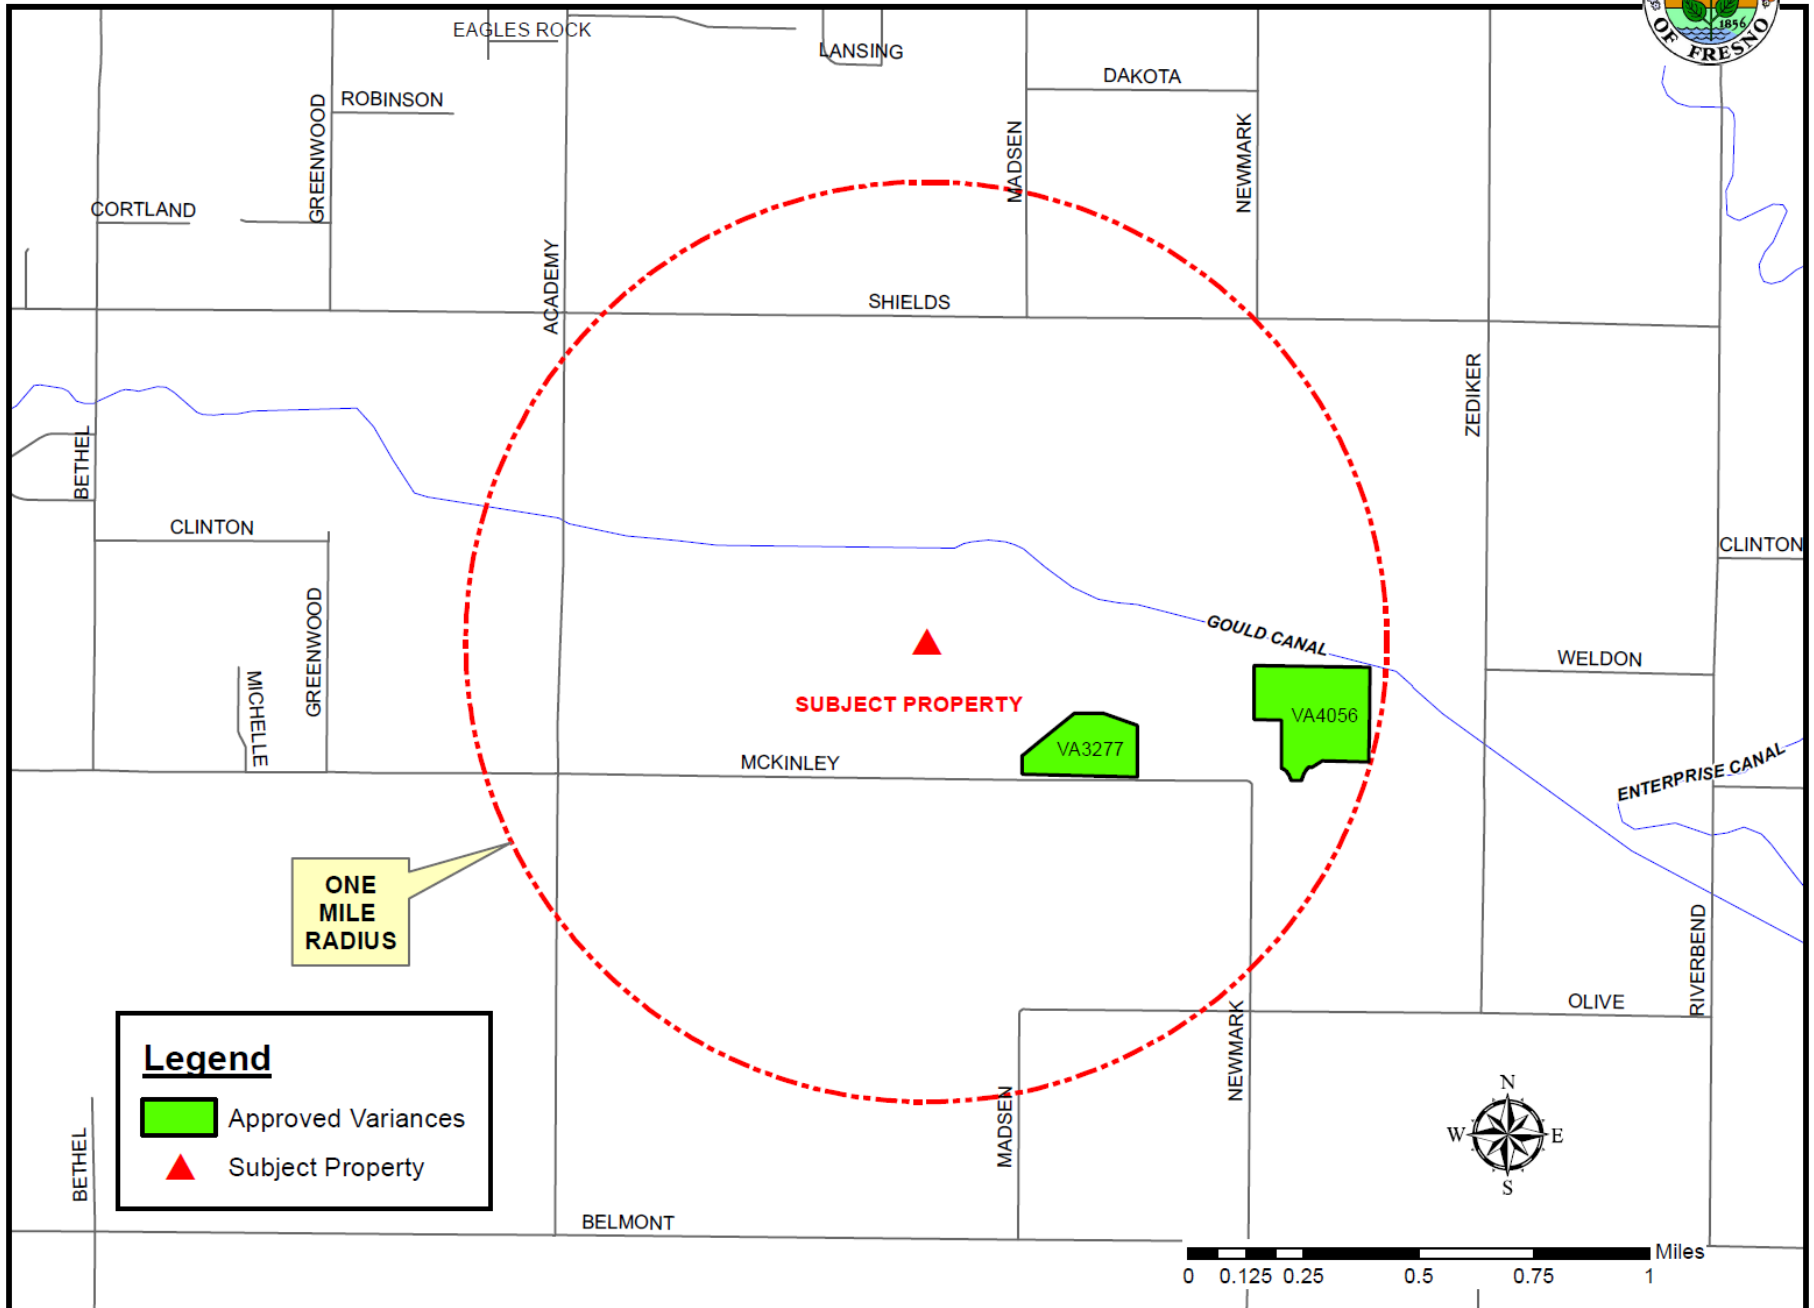 EAGLES ROCK
LANSING
1856
OF FRESNO
DAKOTA
ROBINSON
GREENWOOD
MADSEN
NEWMARK
CORTLAND
ACADEMY
SHIELDS
ZEDIKER
BETHEL
CLINTON
CLINTON
GREENWOOD
GOULD CANAL
WELDON
MICHELLE
SUBJECT PROPERTY
VA4056
VA3277
MCKINLEY
ENTERPRISE CANAL
ONE
MILE
RADIUS
RIVERBEND
OLIVE
NEWMARK
Legend
Approved Variances
Subject Property
MADSEN
BETHEL
N
W E
S
BELMONT
Miles
0 0.125 0.25 0.5 0.75 1